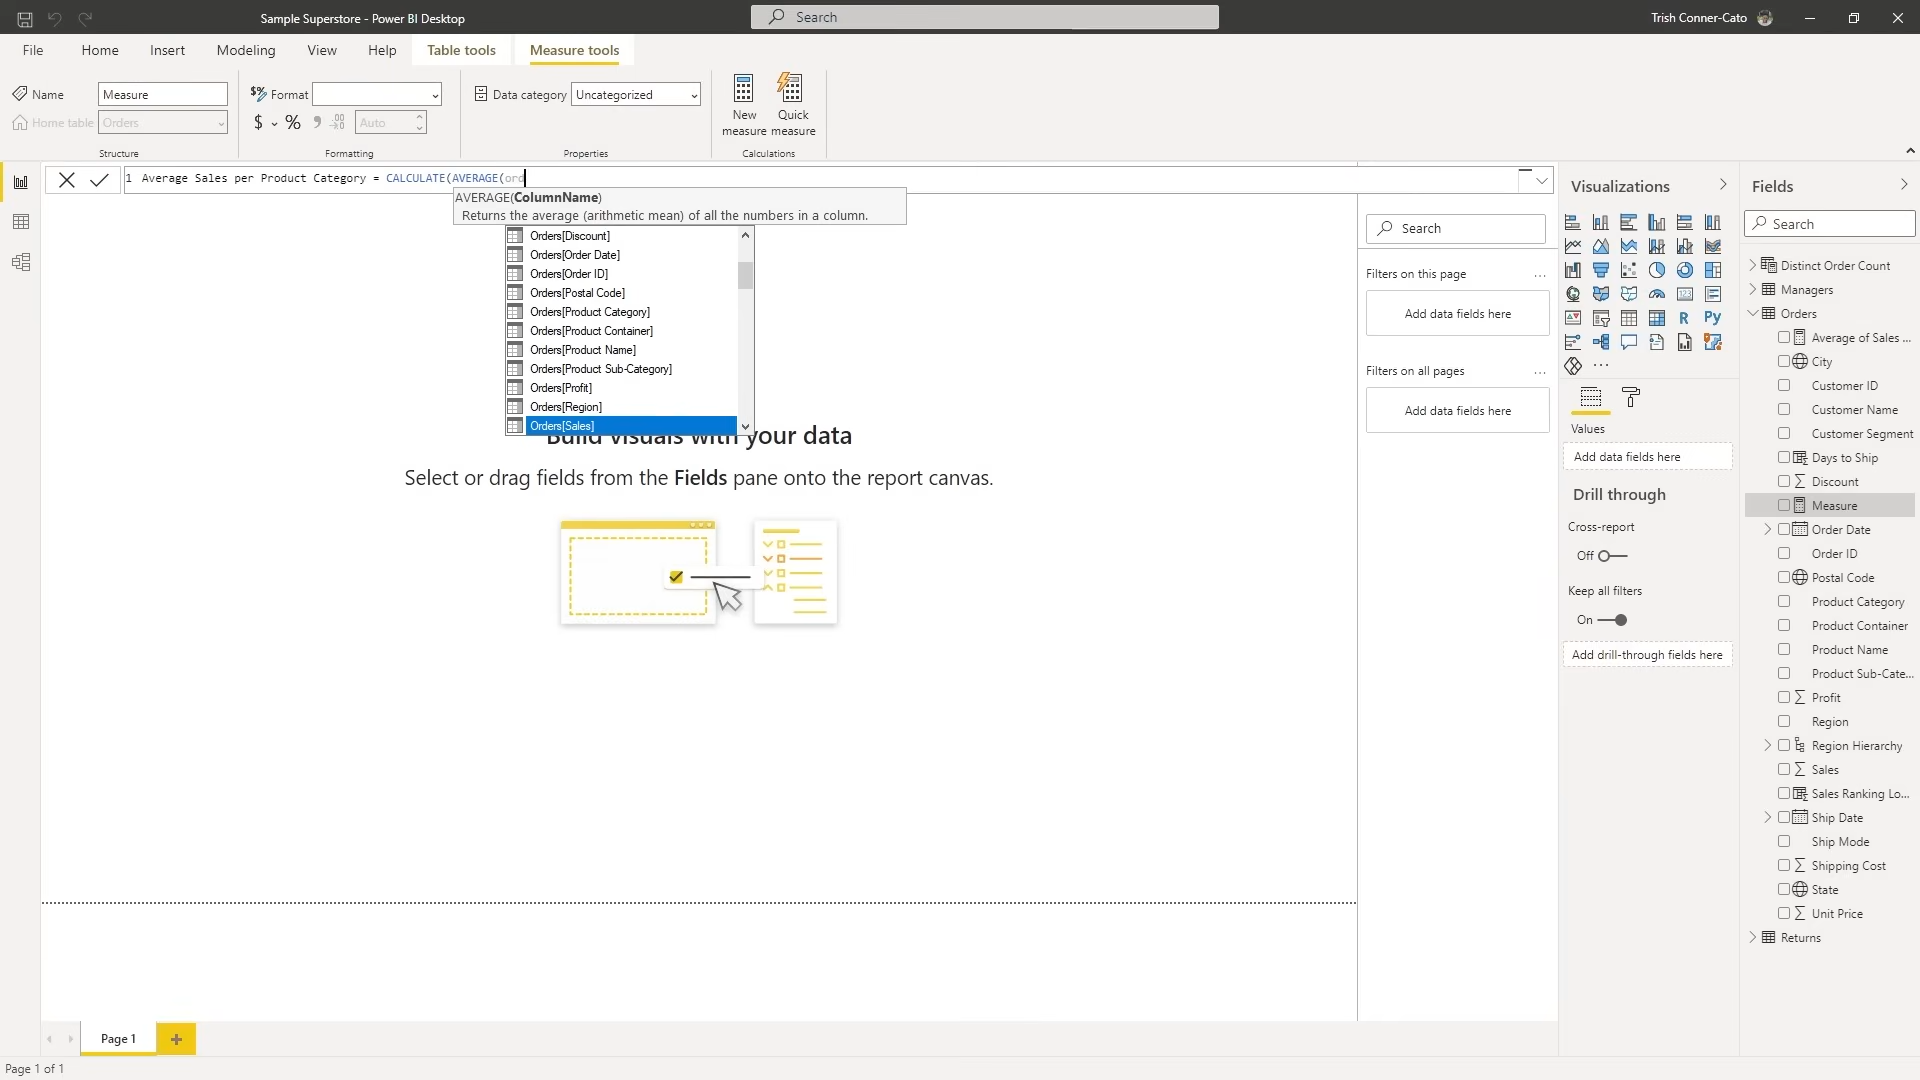 Sample Superstore - Power BI Desktop
Search
Trish Conner-Cato
File
Home
Insert
Modeling
View
Help
Table tools
Measure tools
Name
Measure
Home table
Orders
Structure
Format
$
%
Auto
Formatting
Data category
Uncategorized
Properties
New
measure
Quick
measure
Calculations
1 Average Sales per Product Category = CALCULATE(AVERAGE(ord
AVERAGE(ColumnName)
Returns the average (arithmetic mean) of all the numbers in a column.
Orders[Discount]
Orders[Order Date]
Orders[Order ID]
Orders[Postal Code]
Orders[Product Category]
Orders[Product Container]
Orders[Product Name]
Orders[Product Sub-Category]
Orders[Profit]
Orders[Region]
Orders[Sales]
Build visuals with your data
Select or drag fields from the Fields pane onto the report canvas.
Search
Filters on this page
...
Add data fields here
Filters on all pages
...
Add data fields here
Visualizations
123
R
Py
...
Values
Add data fields here
Drill through
Cross-report
Off
Keep all filters
On
Add drill-through fields here
Fields
Search
Distinct Order Count
Managers
Orders
Average of Sales ...
City
Customer ID
Customer Name
Customer Segment
Days to Ship
Discount
Measure
Order Date
Order ID
Postal Code
Product Category
Product Container
Product Name
Product Sub-Cate...
Profit
Region
Region Hierarchy
Sales
Sales Ranking Lo...
Ship Date
Ship Mode
Shipping Cost
State
Unit Price
Returns
Page 1
+
Page 1 of 1